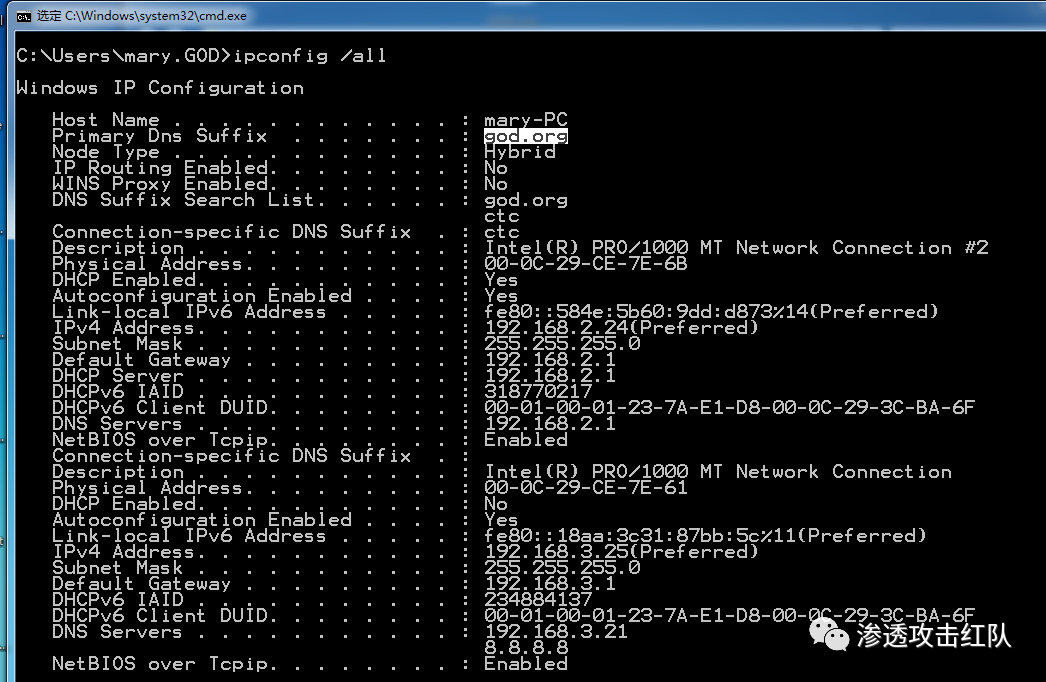 选定 C:\Windows\system32\cmd.exe
C:\Users\mary.GOD>ipconfig /all
Windows IP Configuration
Host Name . . . . . . . . . . . . : mary-PC
Primary Dns Suffix . . . . . . . : god.org
Node Type . . . . . . . . . . . . : Hybrid
IP Routing Enabled. . . . . . . . : No
WINS Proxy Enabled. . . . . . . . : No
DNS Suffix Search List. . . . . . : god.org
ctc
Connection-specific DNS Suffix . : ctc
Description . . . . . . . . . . . : Intel(R) PRO/1000 MT Network Connection #2
Physical Address. . . . . . . . . : 00-0C-29-CE-7E-6B
DHCP Enabled. . . . . . . . . . . : Yes
Autoconfiguration Enabled . . . . : Yes
Link-local IPv6 Address . . . . . : fe80::584e:5b60:9dd:d873%14(Preferred)
IPv4 Address. . . . . . . . . . . : 192.168.2.24(Preferred)
Subnet Mask . . . . . . . . . . . : 255.255.255.0
Default Gateway . . . . . . . . . : 192.168.2.1
DHCP Server . . . . . . . . . . . : 192.168.2.1
DHCPv6 IAID . . . . . . . . . . . : 318770217
DHCPv6 Client DUID. . . . . . . . : 00-01-00-01-23-7A-E1-D8-00-0C-29-3C-BA-6F
DNS Servers . . . . . . . . . . . : 192.168.2.1
NetBIOS over Tcpip. . . . . . . . : Enabled
Connection-specific DNS Suffix . :
Description . . . . . . . . . . . : Intel(R) PRO/1000 MT Network Connection
Physical Address. . . . . . . . . : 00-0C-29-CE-7E-61
DHCP Enabled. . . . . . . . . . . : No
Autoconfiguration Enabled . . . . : Yes
Link-local IPv6 Address . . . . . : fe80::18aa:3c31:87bb:5c%11(Preferred)
IPv4 Address. . . . . . . . . . . : 192.168.3.25(Preferred)
Subnet Mask . . . . . . . . . . . : 255.255.255.0
Default Gateway . . . . . . . . . : 192.168.3.1
DHCPv6 IAID . . . . . . . . . . . : 234884137
DHCPv6 Client DUID. . . . . . . . : 00-01-00-01-23-7A-E1-D8-00-0C-29-3C-BA-6F
DNS Servers . . . . . . . . . . . : 192.168.3.21
8.8.8.8
NetBIOS over Tcpip. . . . . . . . : Enabled
渗透攻击红队